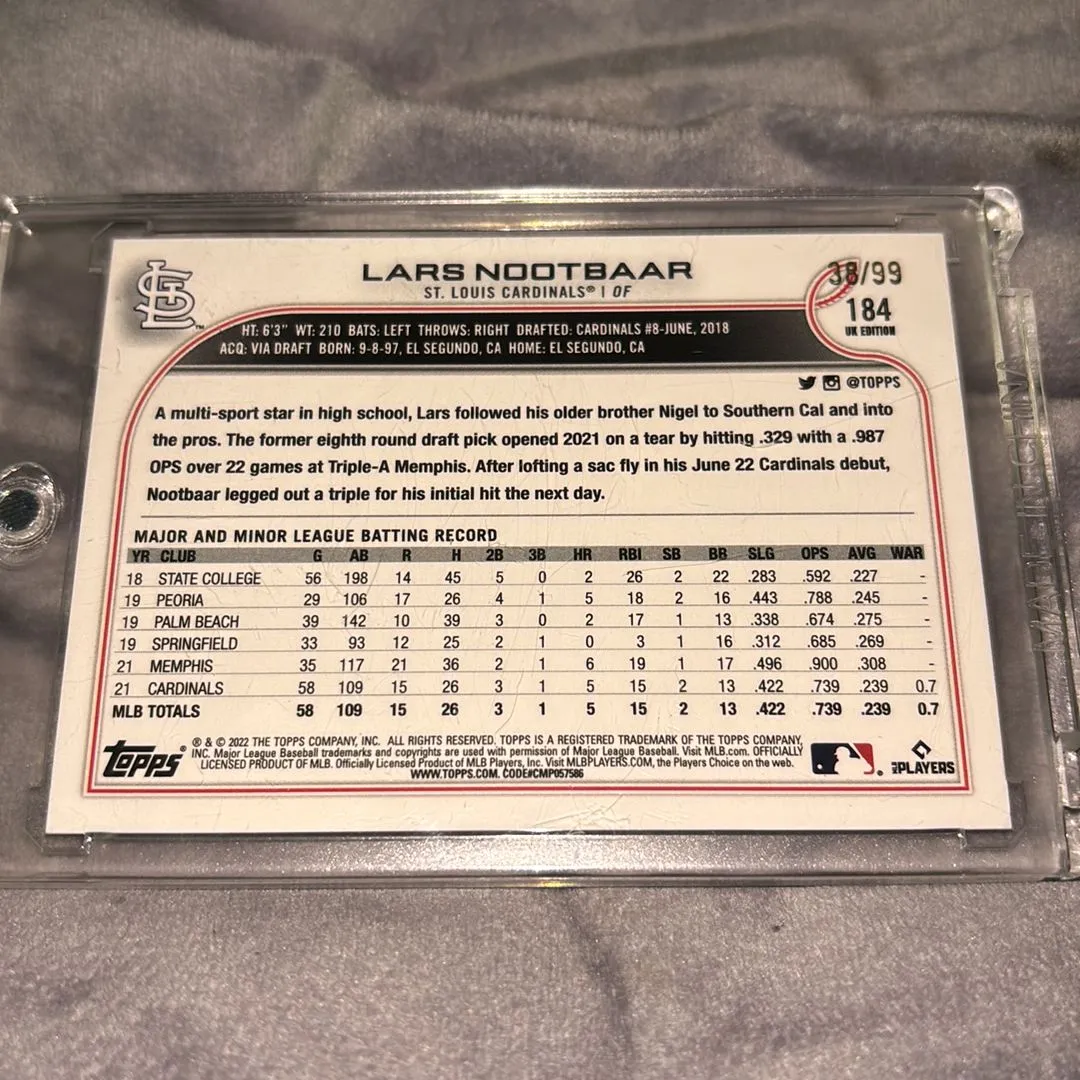 LARS NOOTBAAR
ST. LOUIS CARDINALS® | OF
38/99
184
UK EDITION
HT: 6'3" WT: 210 BATS: LEFT THROWS: RIGHT DRAFTED: CARDINALS #8-JUNE, 2018
ACQ: VIA DRAFT BORN: 9-8-97, EL SEGUNDO, CA HOME: EL SEGUNDO, CA
@TOPPS
A multi-sport star in high school, Lars followed his older brother Nigel to Southern Cal and into
the pros. The former eighth round draft pick opened 2021 on a tear by hitting .329 with a .987
OPS over 22 games at Triple-A Memphis. After lofting a sac fly in his June 22 Cardinals debut,
Nootbaar legged out a triple for his initial hit the next day.
MAJOR AND MINOR LEAGUE BATTING RECORD
YR CLUB G AB R H 2B 3B HR RBI SB BB SLG OPS AVG WAR
18 STATE COLLEGE 56 198 14 45 5 0 2 26 2 22 .283 .592 .227 -
19 PEORIA 29 106 17 26 4 1 5 18 2 16 .443 .788 .245 -
19 PALM BEACH 39 142 10 39 3 0 2 17 1 13 .338 .674 .275 -
19 SPRINGFIELD 33 93 12 25 2 1 0 3 1 16 .312 .685 .269 -
21 MEMPHIS 35 117 21 36 2 1 6 19 1 17 .496 .900 .308 -
21 CARDINALS 58 109 15 26 3 1 5 15 2 13 .422 .739 .239 0.7
MLB TOTALS 58 109 15 26 3 1 5 15 2 13 .422 .739 .239 0.7
topps®
® & © 2022 THE TOPPS COMPANY, INC. ALL RIGHTS RESERVED. TOPPS IS A REGISTERED TRADEMARK OF THE TOPPS COMPANY,
INC. Major League Baseball trademarks and copyrights are used with permission of Major League Baseball. Visit MLB.com. OFFICIALLY
LICENSED PRODUCT OF MLB. Officially Licensed Product of MLB Players, Inc. Visit MLBPLAYERS.COM, the Players Choice on the web.
WWW.TOPPS.COM. CODE#CMP057586
MLB PLAYERS